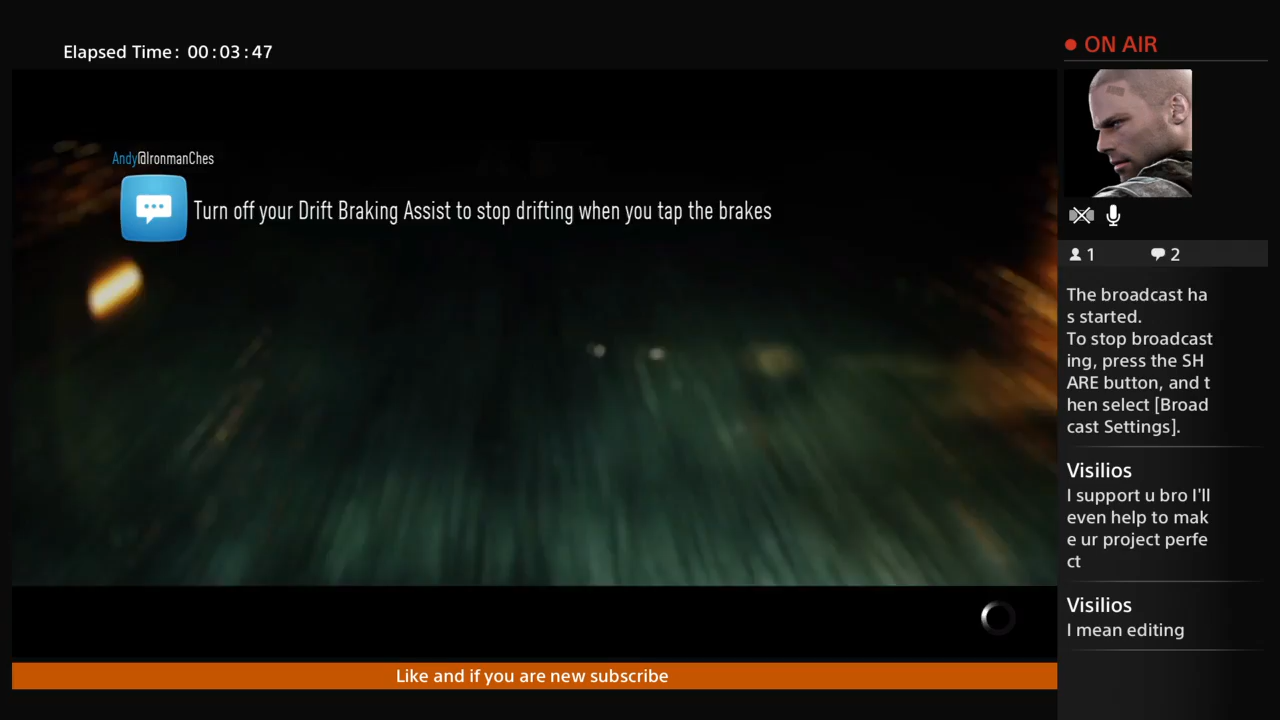 Elapsed Time: 00:03:47
ON AIR
Andy@IronmanChes
Turn off your Drift Braking Assist to stop drifting when you tap the brakes
1
2
The broadcast ha
s started.
To stop broadcast
ing, press the SH
ARE button, and t
hen select [Broad
cast Settings].
Visilios
I support u bro I'll
even help to mak
e ur project perfe
ct
Visilios
I mean editing
Like and if you are new subscribe